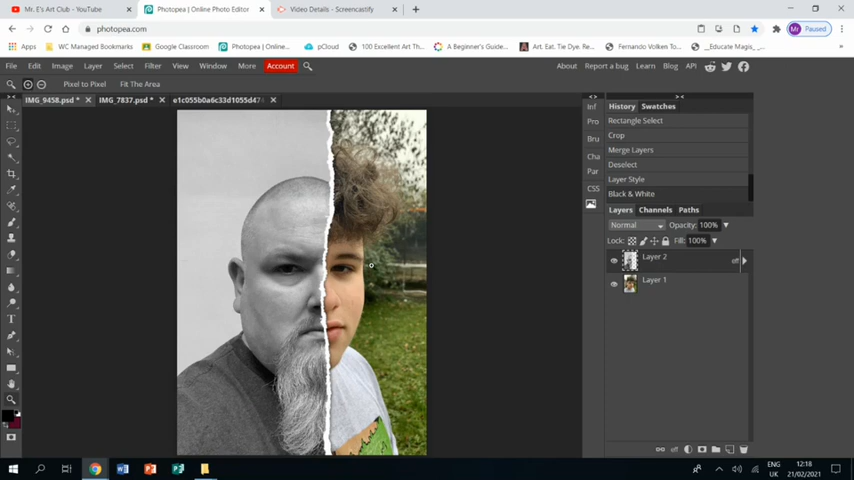 Mr. E's Art Club - YouTube
Photopea | Online Photo Editor
Video Details - Screencastify
photopea.com
Mr Paused
Apps
WC Managed Bookmarks
Google Classroom
Photopea | Online...
pCloud
100 Excellent Art Th...
A Beginner's Guide...
Art. Eat. Tie Dye. Re...
Fernando Volken To...
__Educate Magis_ ...
File Edit Image Layer Select Filter View Window More Account
About Report a bug Learn Blog API
Pixel to Pixel Fit The Area
IMG_9458.psd *
IMG_7837.psd *
Inf
Pro
Bru
Cha
Par
CSS
History Swatches
Rectangle Select
Crop
Merge Layers
Deselect
Layer Style
Black & White
Layers Channels Paths
Normal Opacity: 100%
Lock: Fill: 100%
Layer 2
eff
Layer 1
eff
ENG 12:18
UK 21/02/2021